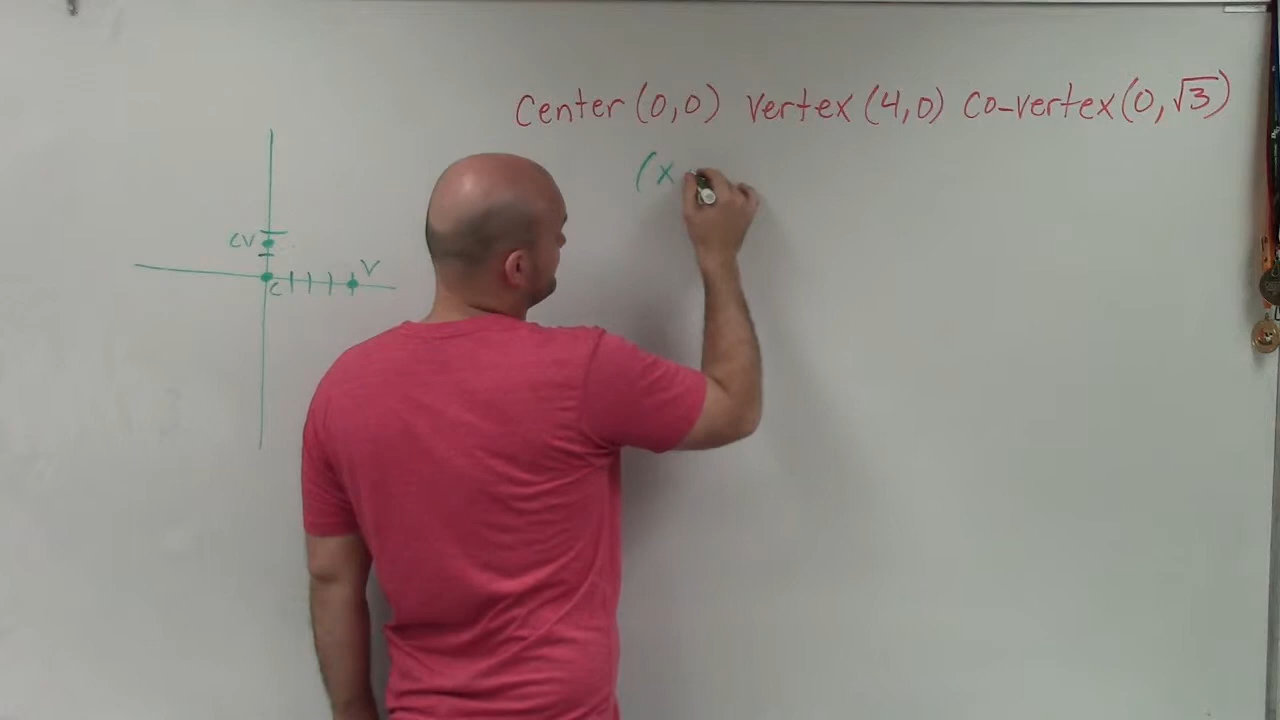 Center (0,0) vertex (4,0) co-vertex (0,√3)
(x
CV
V
C